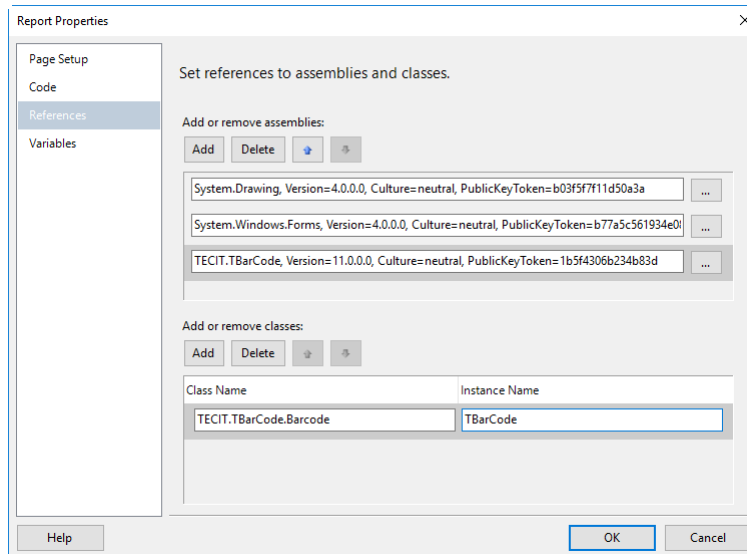 Report Properties
Page Setup
Code
References
Variables
Set references to assemblies and classes.
Add or remove assemblies:
Add Delete
System.Drawing, Version=4.0.0.0, Culture=neutral, PublicKeyToken=b03f5f7f11d50a3a
...
System.Windows.Forms, Version=4.0.0.0, Culture=neutral, PublicKeyToken=b77a5c561934e08
...
TECIT.TBarCode, Version=11.0.0.0, Culture=neutral, PublicKeyToken=1b5f4306b234b83d
...
Add or remove classes:
Add Delete
Class Name Instance Name
TECIT.TBarCode.Barcode TBarCode
Help OK Cancel